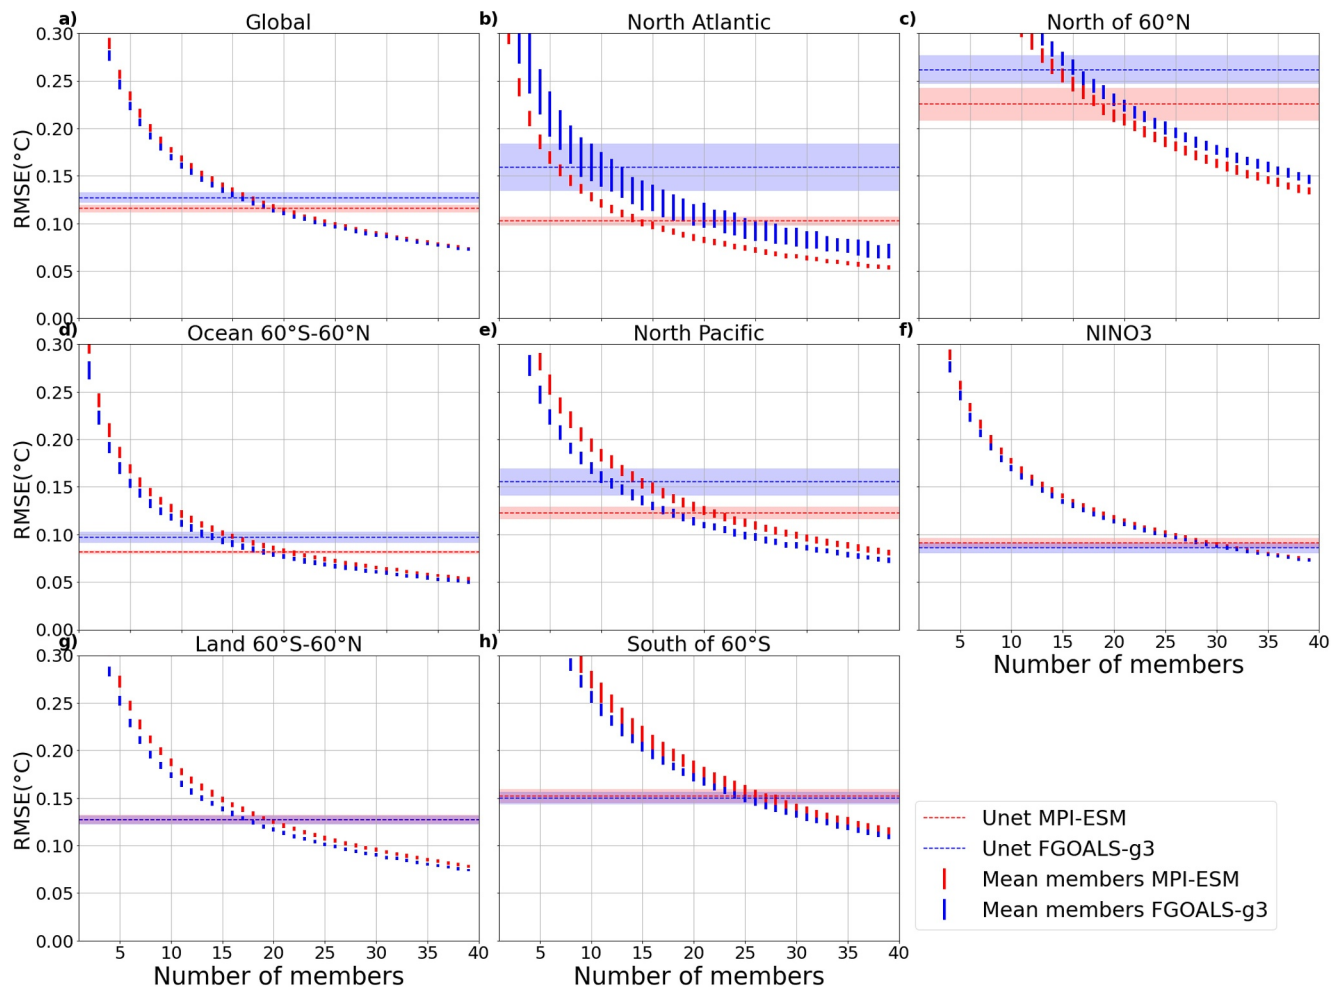 a) Global
b) North Atlantic
c) North of 60°N
RMSE(°C)
0.30
0.25
0.20
0.15
0.10
0.05
0.00
d) Ocean 60°S-60°N
e) North Pacific
f) NINO3
RMSE(°C)
0.30
0.25
0.20
0.15
0.10
0.05
0.00
5 10 15 20 25 30 35 40
Number of members
g) Land 60°S-60°N
h) South of 60°S
RMSE(°C)
0.30
0.25
0.20
0.15
0.10
0.05
0.00
5 10 15 20 25 30 35 40
Number of members
5 10 15 20 25 30 35 40
Number of members
Unet MPI-ESM
Unet FGOALS-g3
Mean members MPI-ESM
Mean members FGOALS-g3